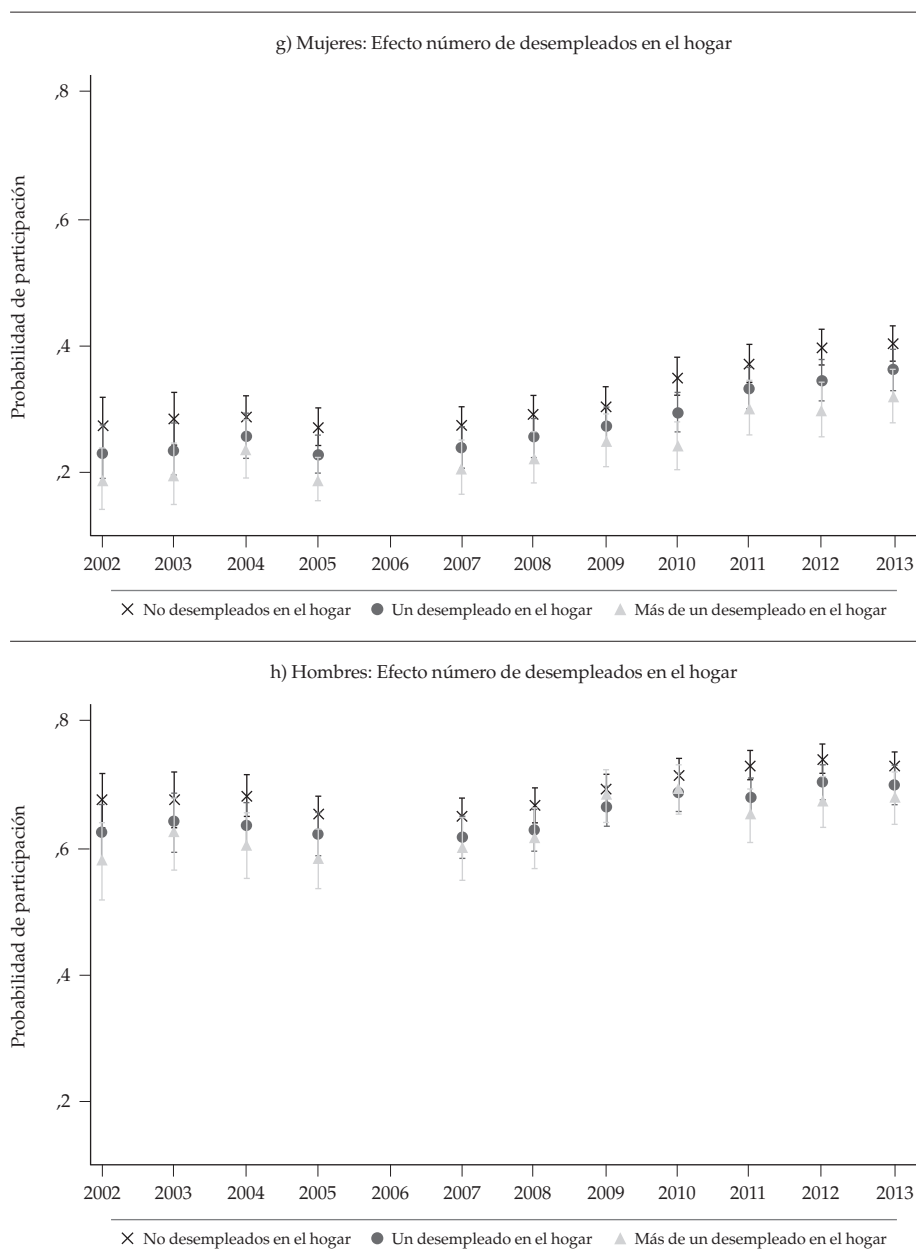 g) Mujeres: Efecto número de desempleados en el hogar
Probabilidad de participación
,8
,6
,4
,2
2002 2003 2004 2005 2006 2007 2008 2009 2010 2011 2012 2013
No desempleados en el hogar Un desempleado en el hogar Más de un desempleado en el hogar
h) Hombres: Efecto número de desempleados en el hogar
Probabilidad de participación
,8
,6
,4
,2
2002 2003 2004 2005 2006 2007 2008 2009 2010 2011 2012 2013
No desempleados en el hogar Un desempleado en el hogar Más de un desempleado en el hogar